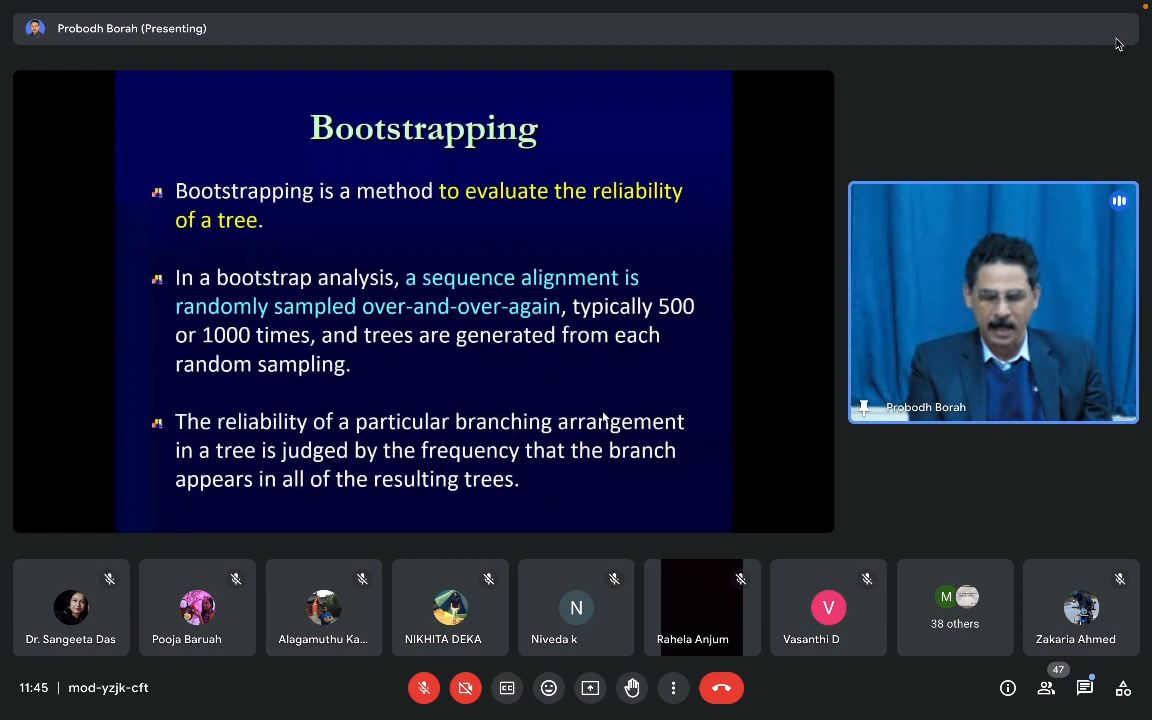 Probodh Borah (Presenting)
Bootstrapping
Bootstrapping is a method to evaluate the reliability
of a tree.
In a bootstrap analysis, a sequence alignment is
randomly sampled over-and-over-again, typically 500
or 1000 times, and trees are generated from each
random sampling.
The reliability of a particular branching arrangement
in a tree is judged by the frequency that the branch
appears in all of the resulting trees.
Probodh Borah
Dr. Sangeeta Das
Pooja Baruah
Alagamuthu Ka...
NIKHITA DEKA
N
Niveda k
Rahela Anjum
V
Vasanthi D
M
38 others
Zakaria Ahmed
11:45 | mod-yzjk-cft
CC
47